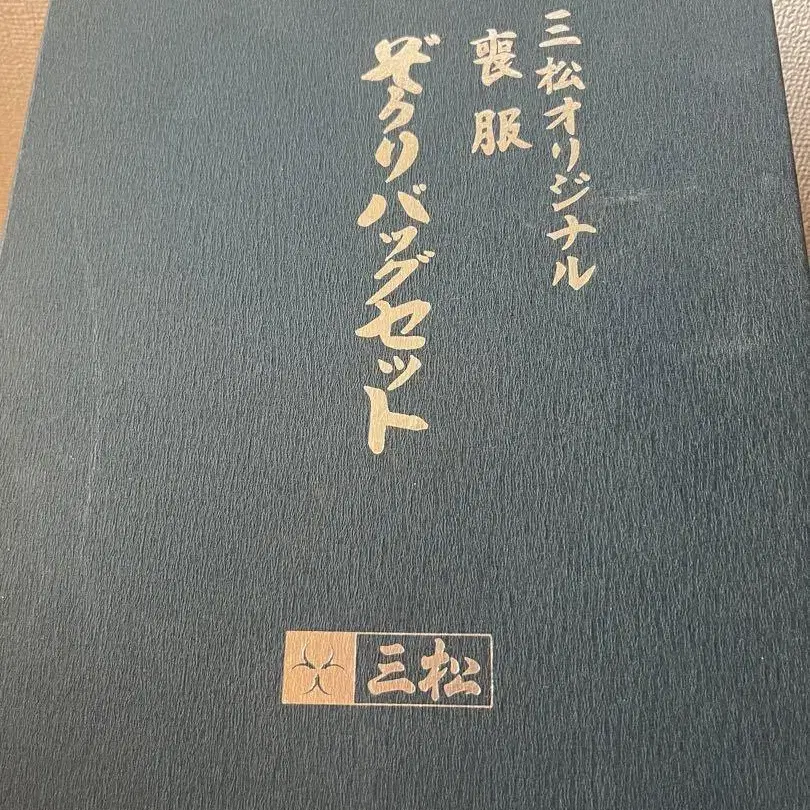 三松オリジナル
喪服
ぞうりバッグセット
三松